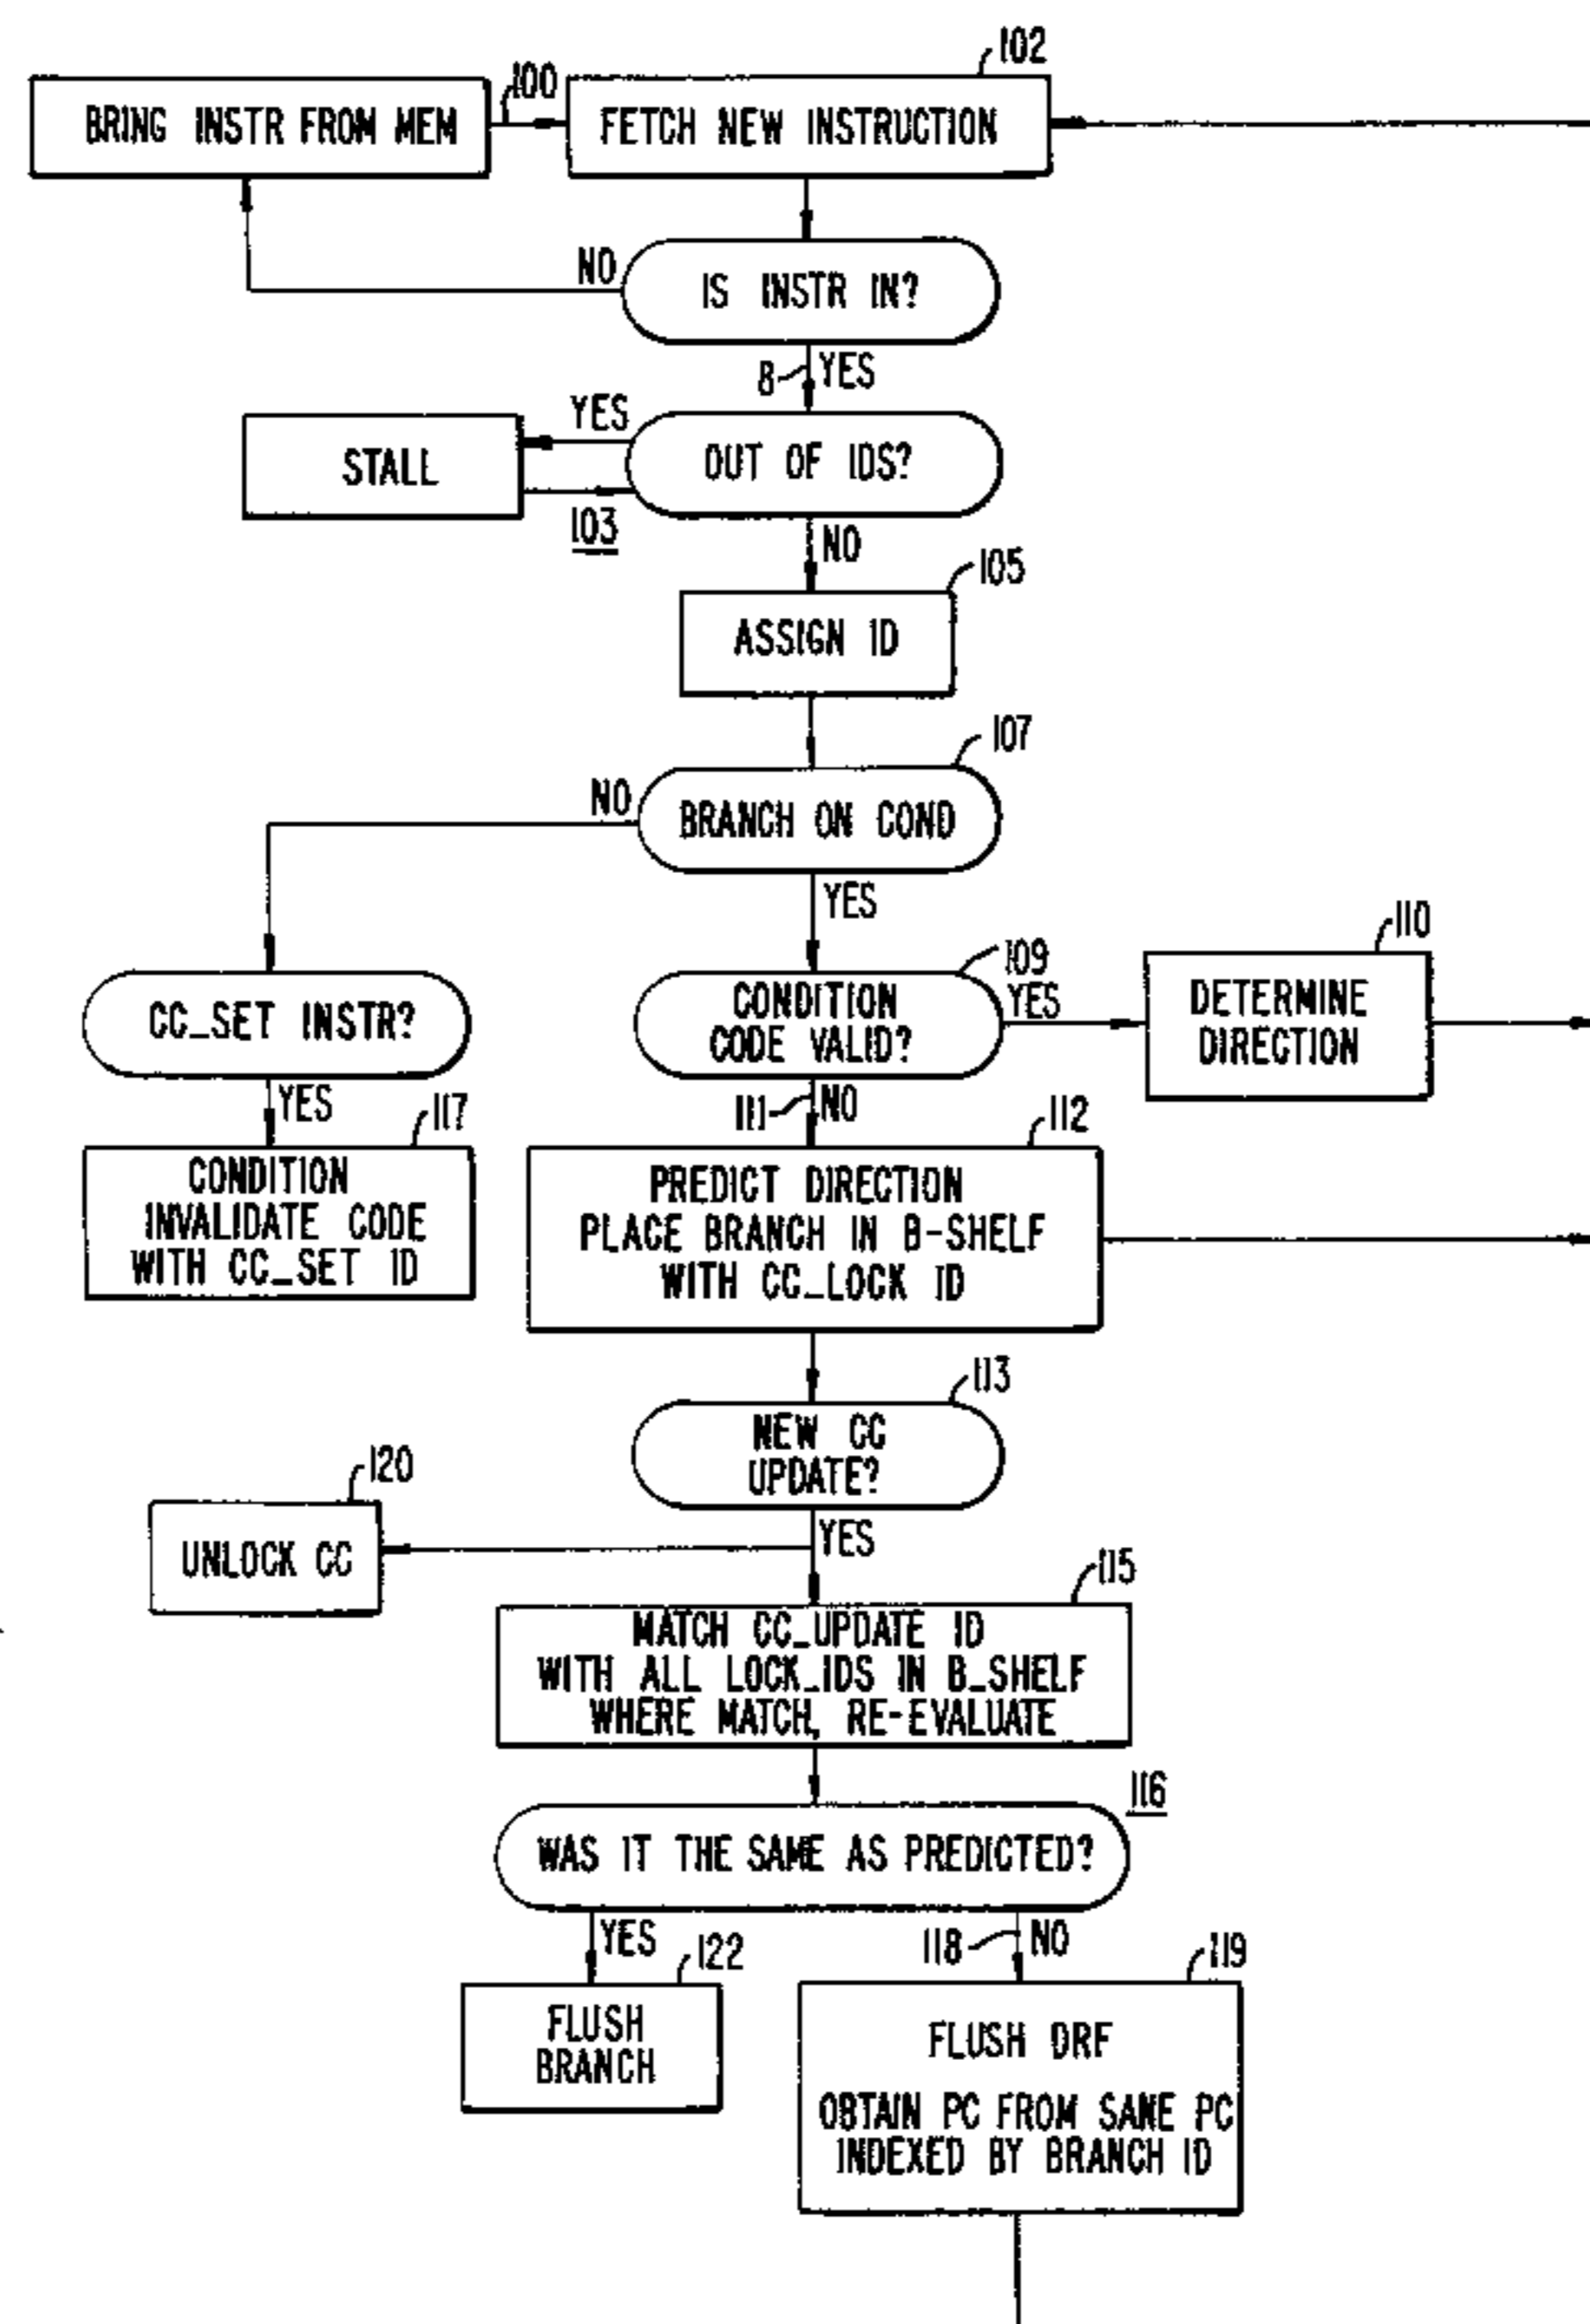 102
100
BRING INSTR FROM MEM
FETCH NEW INSTRUCTION
NO
IS INSTR IN?
8
YES
YES
STALL
OUT OF IDS?
103
NO
105
ASSIGN ID
107
NO
BRANCH ON COND
YES
110
109
CC_SET INSTR?
CONDITION
CODE VALID?
YES
DETERMINE
DIRECTION
YES
117
111
NO
112
CONDITION
INVALIDATE CODE
WITH CC_SET ID
PREDICT DIRECTION
PLACE BRANCH IN B-SHELF
WITH CC_LOCK ID
113
NEW CC
UPDATE?
120
YES
UNLOCK CC
115
MATCH CC_UPDATE ID
WITH ALL LOCK_IDS IN B_SHELF
WHERE MATCH, RE-EVALUATE
116
WAS IT THE SAME AS PREDICTED?
YES
122
118
NO
119
FLUSH
BRANCH
FLUSH DRF
OBTAIN PC FROM SAME PC
INDEXED BY BRANCH ID